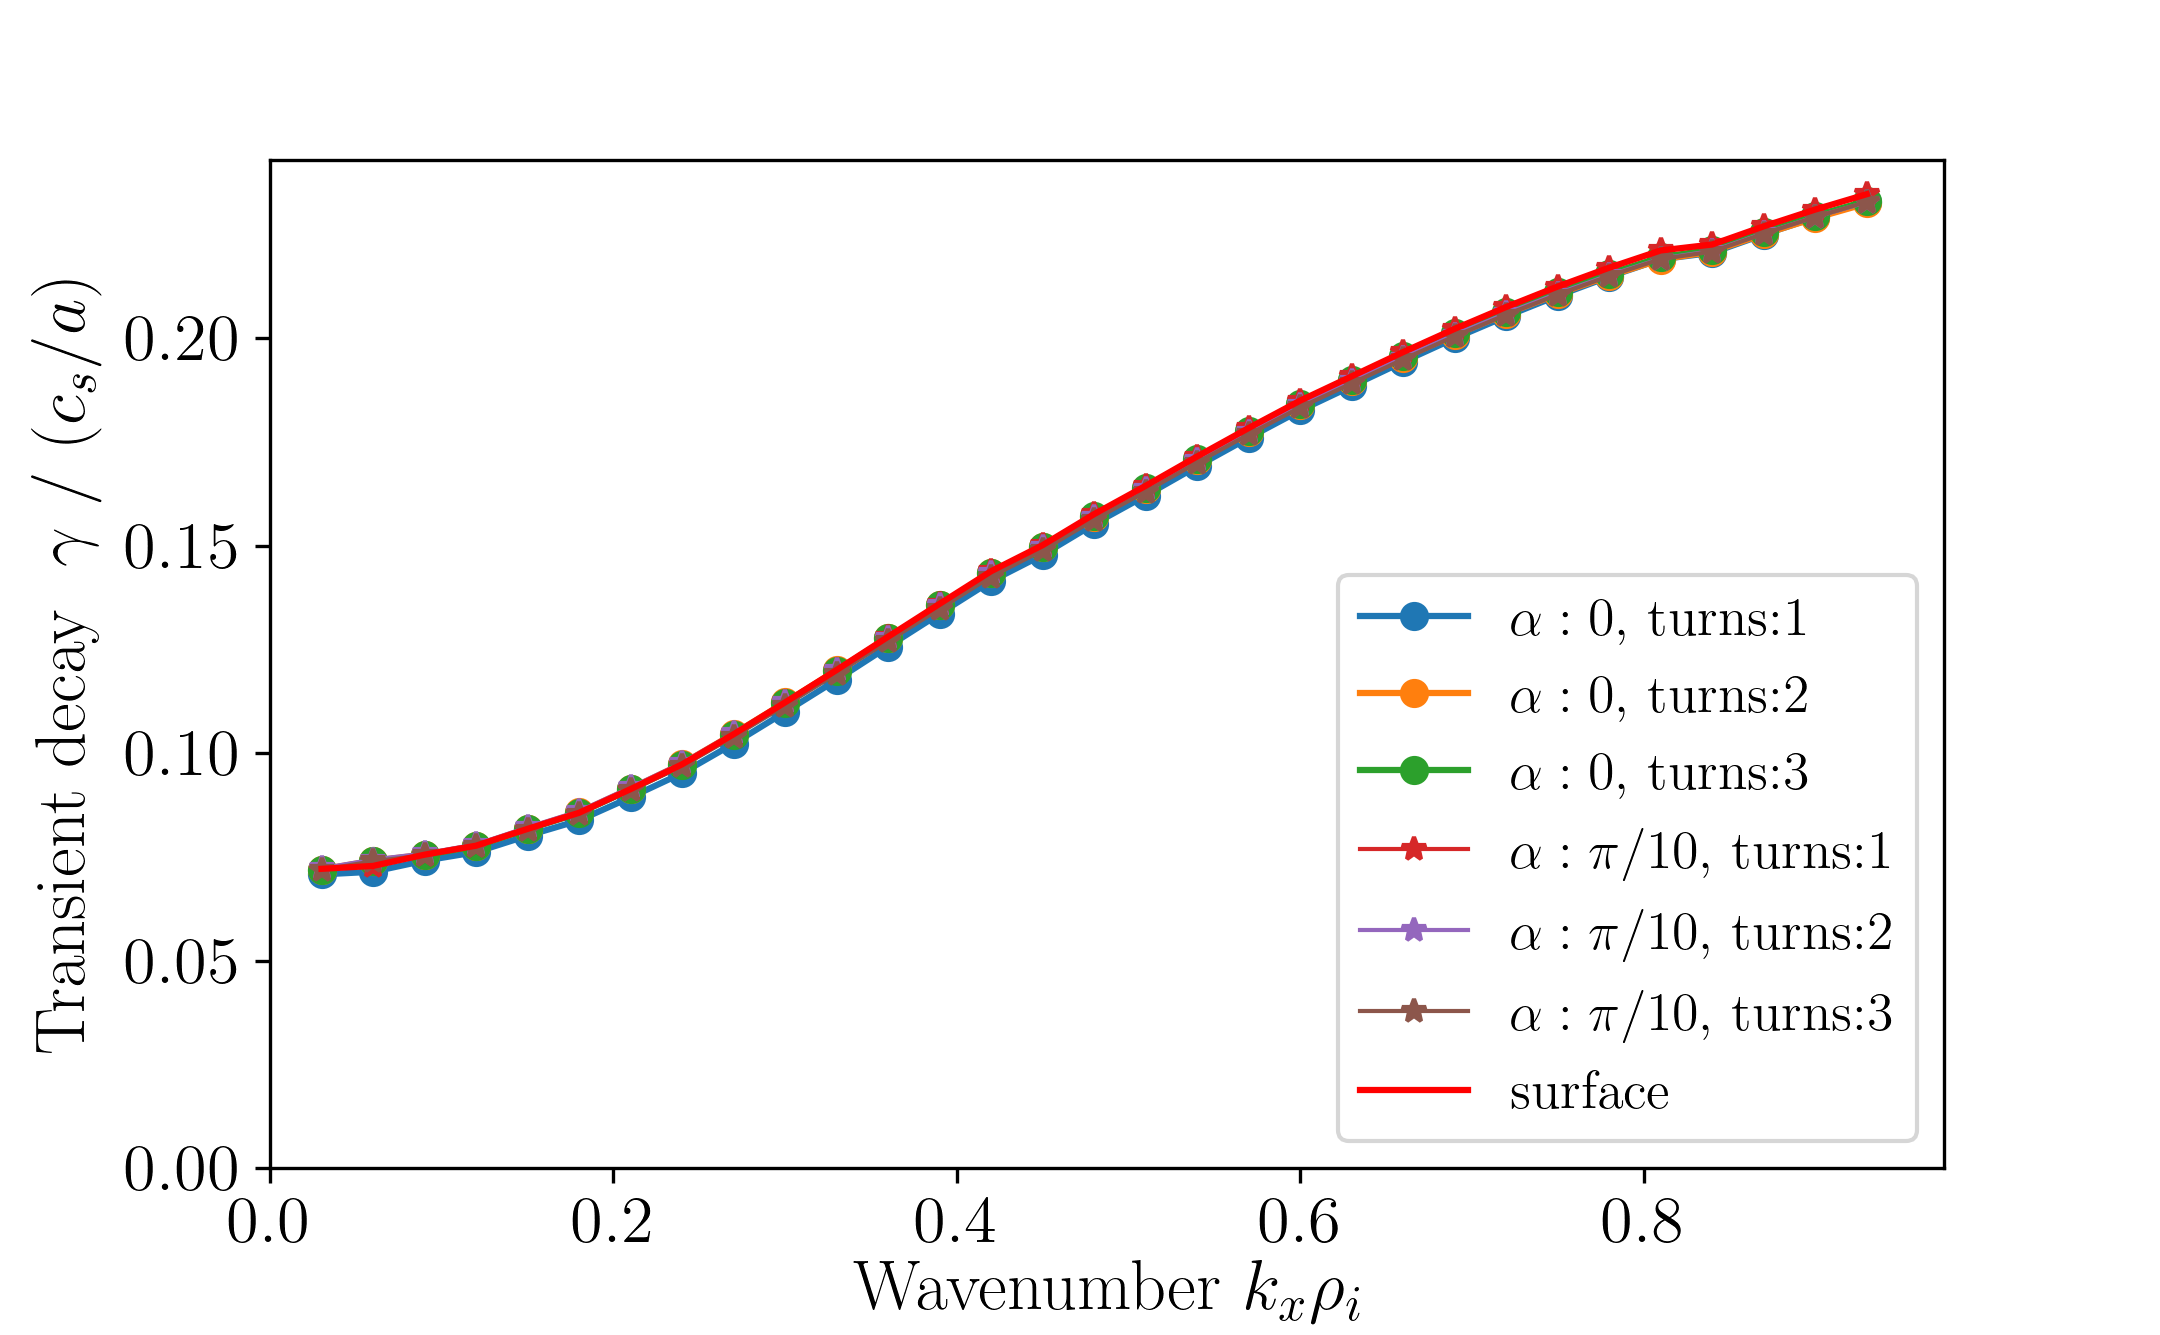 Transient decay γ / (c_s/a)
0.20
0.15
0.10
0.05
0.00
0.0 0.2 0.4 0.6 0.8
Wavenumber k_xρ_i
α : 0, turns:1
α : 0, turns:2
α : 0, turns:3
α : π/10, turns:1
α : π/10, turns:2
α : π/10, turns:3
surface